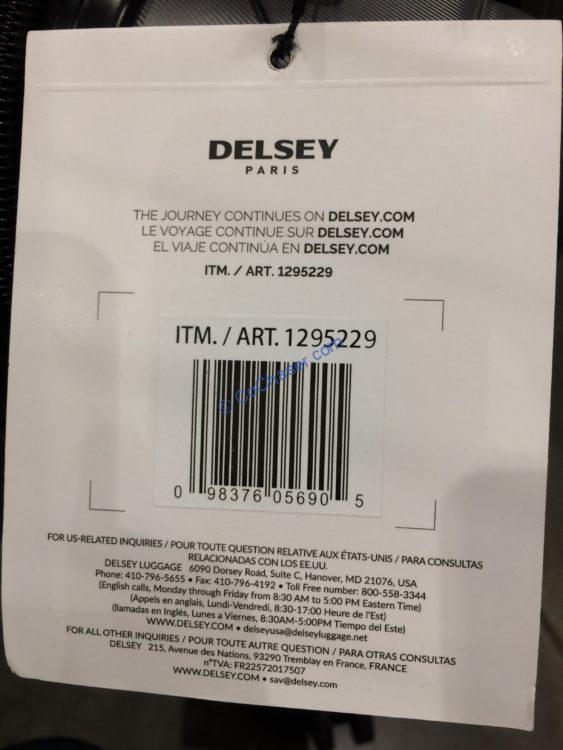 DELSEY
PARIS
THE JOURNEY CONTINUES ON DELSEY.COM
LE VOYAGE CONTINUE SUR DELSEY.COM
EL VIAJE CONTINÚA EN DELSEY.COM
ITM. / ART. 1295229
ITM. / ART. 1295229
© CoChaser.com
0 98376 05690 5
FOR US-RELATED INQUIRIES / POUR TOUTE QUESTION RELATIVE AUX ÉTATS-UNIS / PARA CONSULTAS
RELACIONADAS CON LOS EE.UU.
DELSEY LUGGAGE 6090 Dorsey Road, Suite C, Hanover, MD 21076, USA
Phone: 410-796-5655 • Fax: 410-796-4192 • Toll Free number: 800-558-3344
(English calls, Monday through Friday from 8:30 AM to 5:00 PM Eastern Time)
(Appels en anglais, Lundi-Vendredi, 8:30-17:00 Heure de l'Est)
(llamadas en Inglés, Lunes a Viernes, 8:30AM-5:00PM Tiempo del Este)
WWW.DELSEY.COM • delseyusa@delseyluggage.net
FOR ALL OTHER INQUIRIES / POUR TOUTE AUTRE QUESTION / PARA OTRAS CONSULTAS
DELSEY 215, Avenue des Nations, 93290 Tremblay en France, FRANCE
n°TVA: FR22572017507
WWW.DELSEY.COM • sav@delsey.com